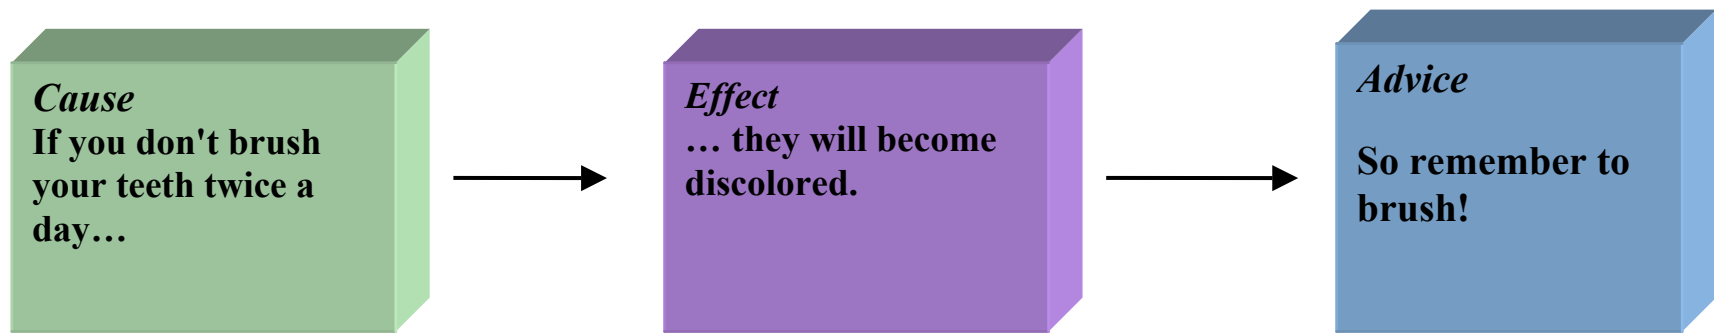 Cause
If you don't brush
your teeth twice a
day…
Effect
… they will become
discolored.
Advice
So remember to
brush!